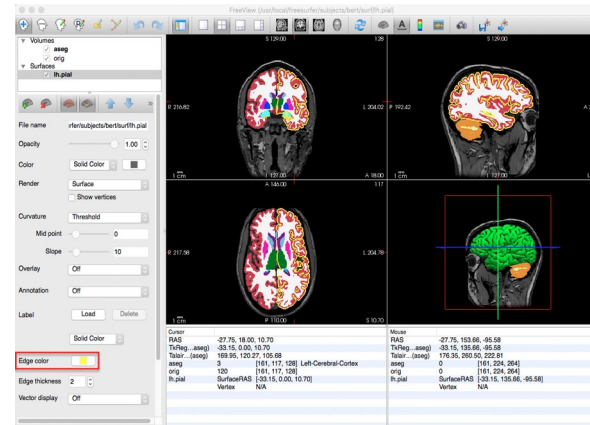 FreeView (/usr/local/freesurfer/subjects/bert/surf/lh.pial)
Volumes
aseg
orig
Surfaces
lh.pial
File name
rfer/subjects/bert/surf/lh.pial
Opacity
1.00
Color
Solid Color
Render
Surface
Show vertices
Curvature
Threshold
Mid point
0
Slope
10
Overlay
Off
Annotation
Off
Label
Load
Delete
Solid Color
Edge color
Edge thickness
2
Vector display
Off
S 129.00
128
R 216.82
L 204.02
1 cm
I 127.00
A 18.00
S 129.00
P 192.42
A
1 cm
I 127.00
L
A 146.00
117
R 217.58
L 204.78
1 cm
P 110.00
S 10.70
Cursor
RAS -27.75, 18.00, 10.70
TkReg...aseg) -33.15, 0.00, 10.70
Talair...(aseg) 169.95, 120.27, 105.68
aseg 3 [161, 117, 128] Left-Cerebral-Cortex
orig 120 [161, 117, 128]
lh.pial SurfaceRAS [-33.15, 0.00, 10.70]
Vertex N/A
Mouse
RAS -27.75, 153.66, -95.58
TkReg...aseg) -33.15, 135.66, -95.58
Talair...(aseg) 176.35, 260.50, 222.81
aseg 0 [161, 224, 264]
orig 0 [161, 224, 264]
lh.pial SurfaceRAS [-33.15, 135.66, -95.58]
Vertex N/A